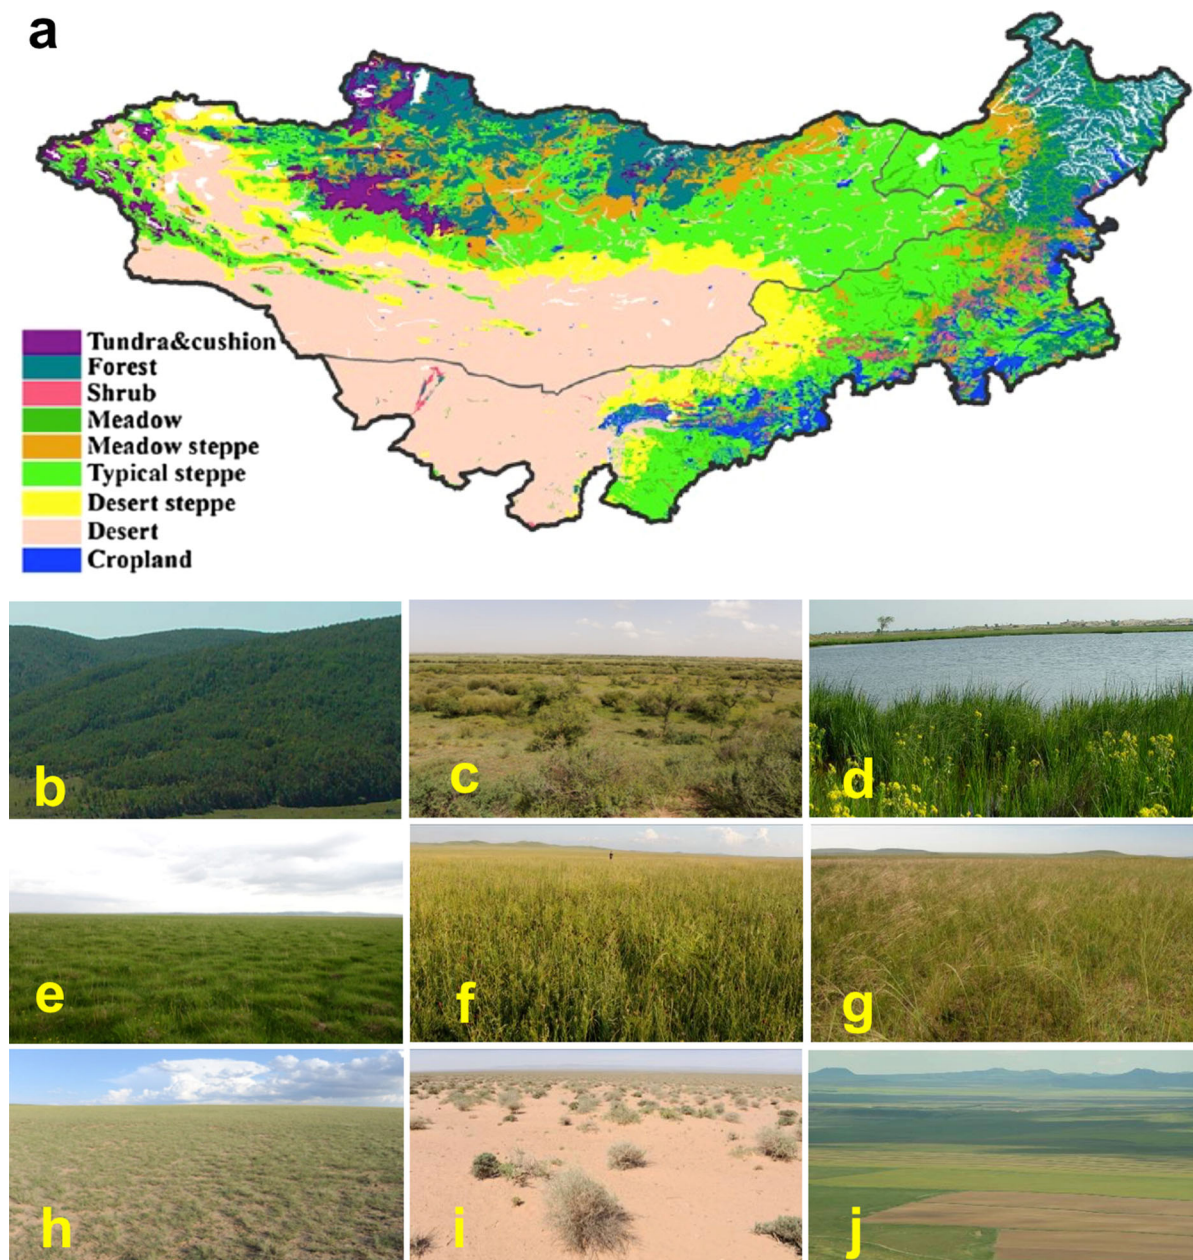 a
Tundra&cushion
Forest
Shrub
Meadow
Meadow steppe
Typical steppe
Desert steppe
Desert
Cropland
b
c
d
e
f
g
h
i
j